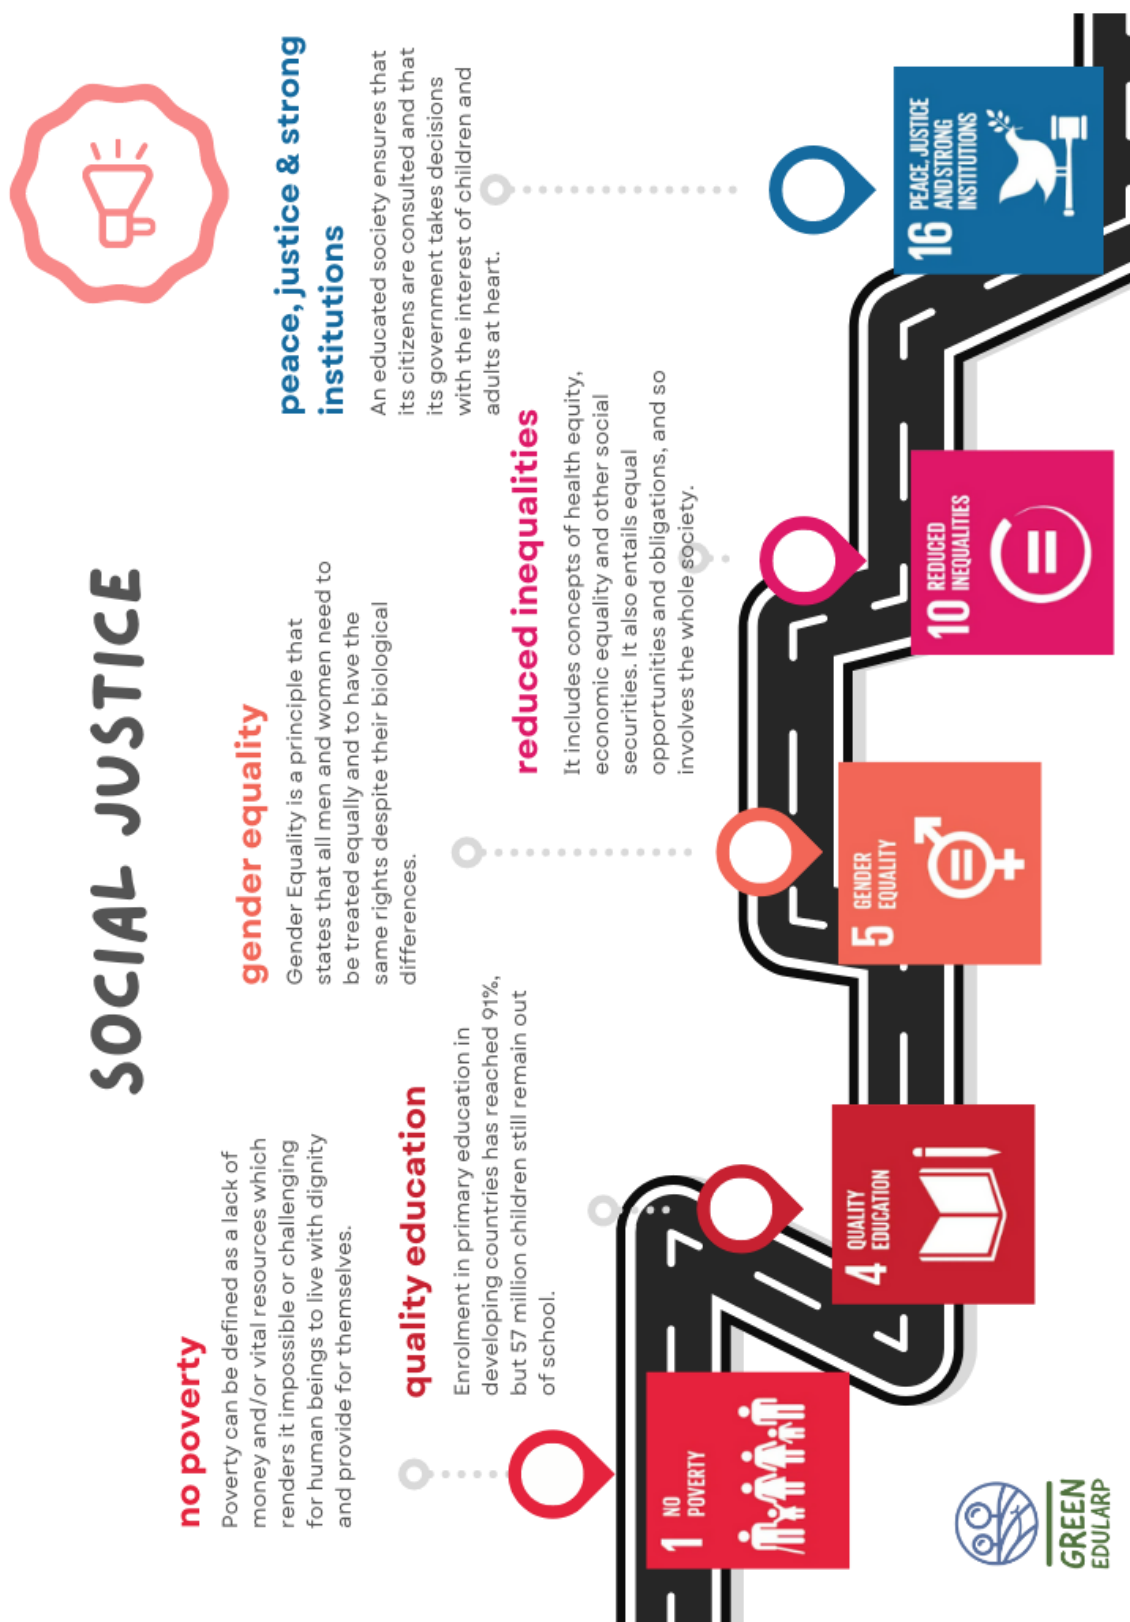 SOCIAL JUSTICE
no poverty
Poverty can be defined as a lack of
money and/or vital resources which
renders it impossible or challenging
for human beings to live with dignity
and provide for themselves.
quality education
Enrolment in primary education in
developing countries has reached 91%,
but 57 million children still remain out
of school.
gender equality
Gender Equality is a principle that
states that all men and women need to
be treated equally and to have the
same rights despite their biological
differences.
reduced inequalities
It includes concepts of health equity,
economic equality and other social
securities. It also entails equal
opportunities and obligations, and so
involves the whole society.
peace, justice & strong
institutions
An educated society ensures that
its citizens are consulted and that
its government takes decisions
with the interest of children and
adults at heart.
1 NO
POVERTY
4 QUALITY
EDUCATION
5 GENDER
EQUALITY
10 REDUCED
INEQUALITIES
16 PEACE, JUSTICE
AND STRONG
INSTITUTIONS
GREEN
EDULARP